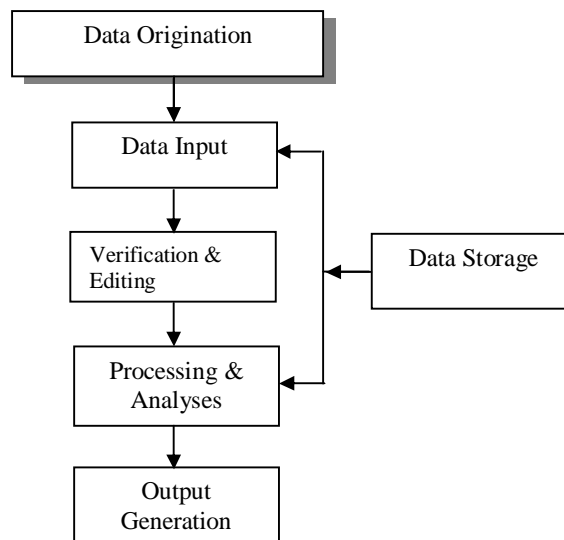 Data Origination
Data Input
Verification &
Editing
Data Storage
Processing &
Analyses
Output
Generation